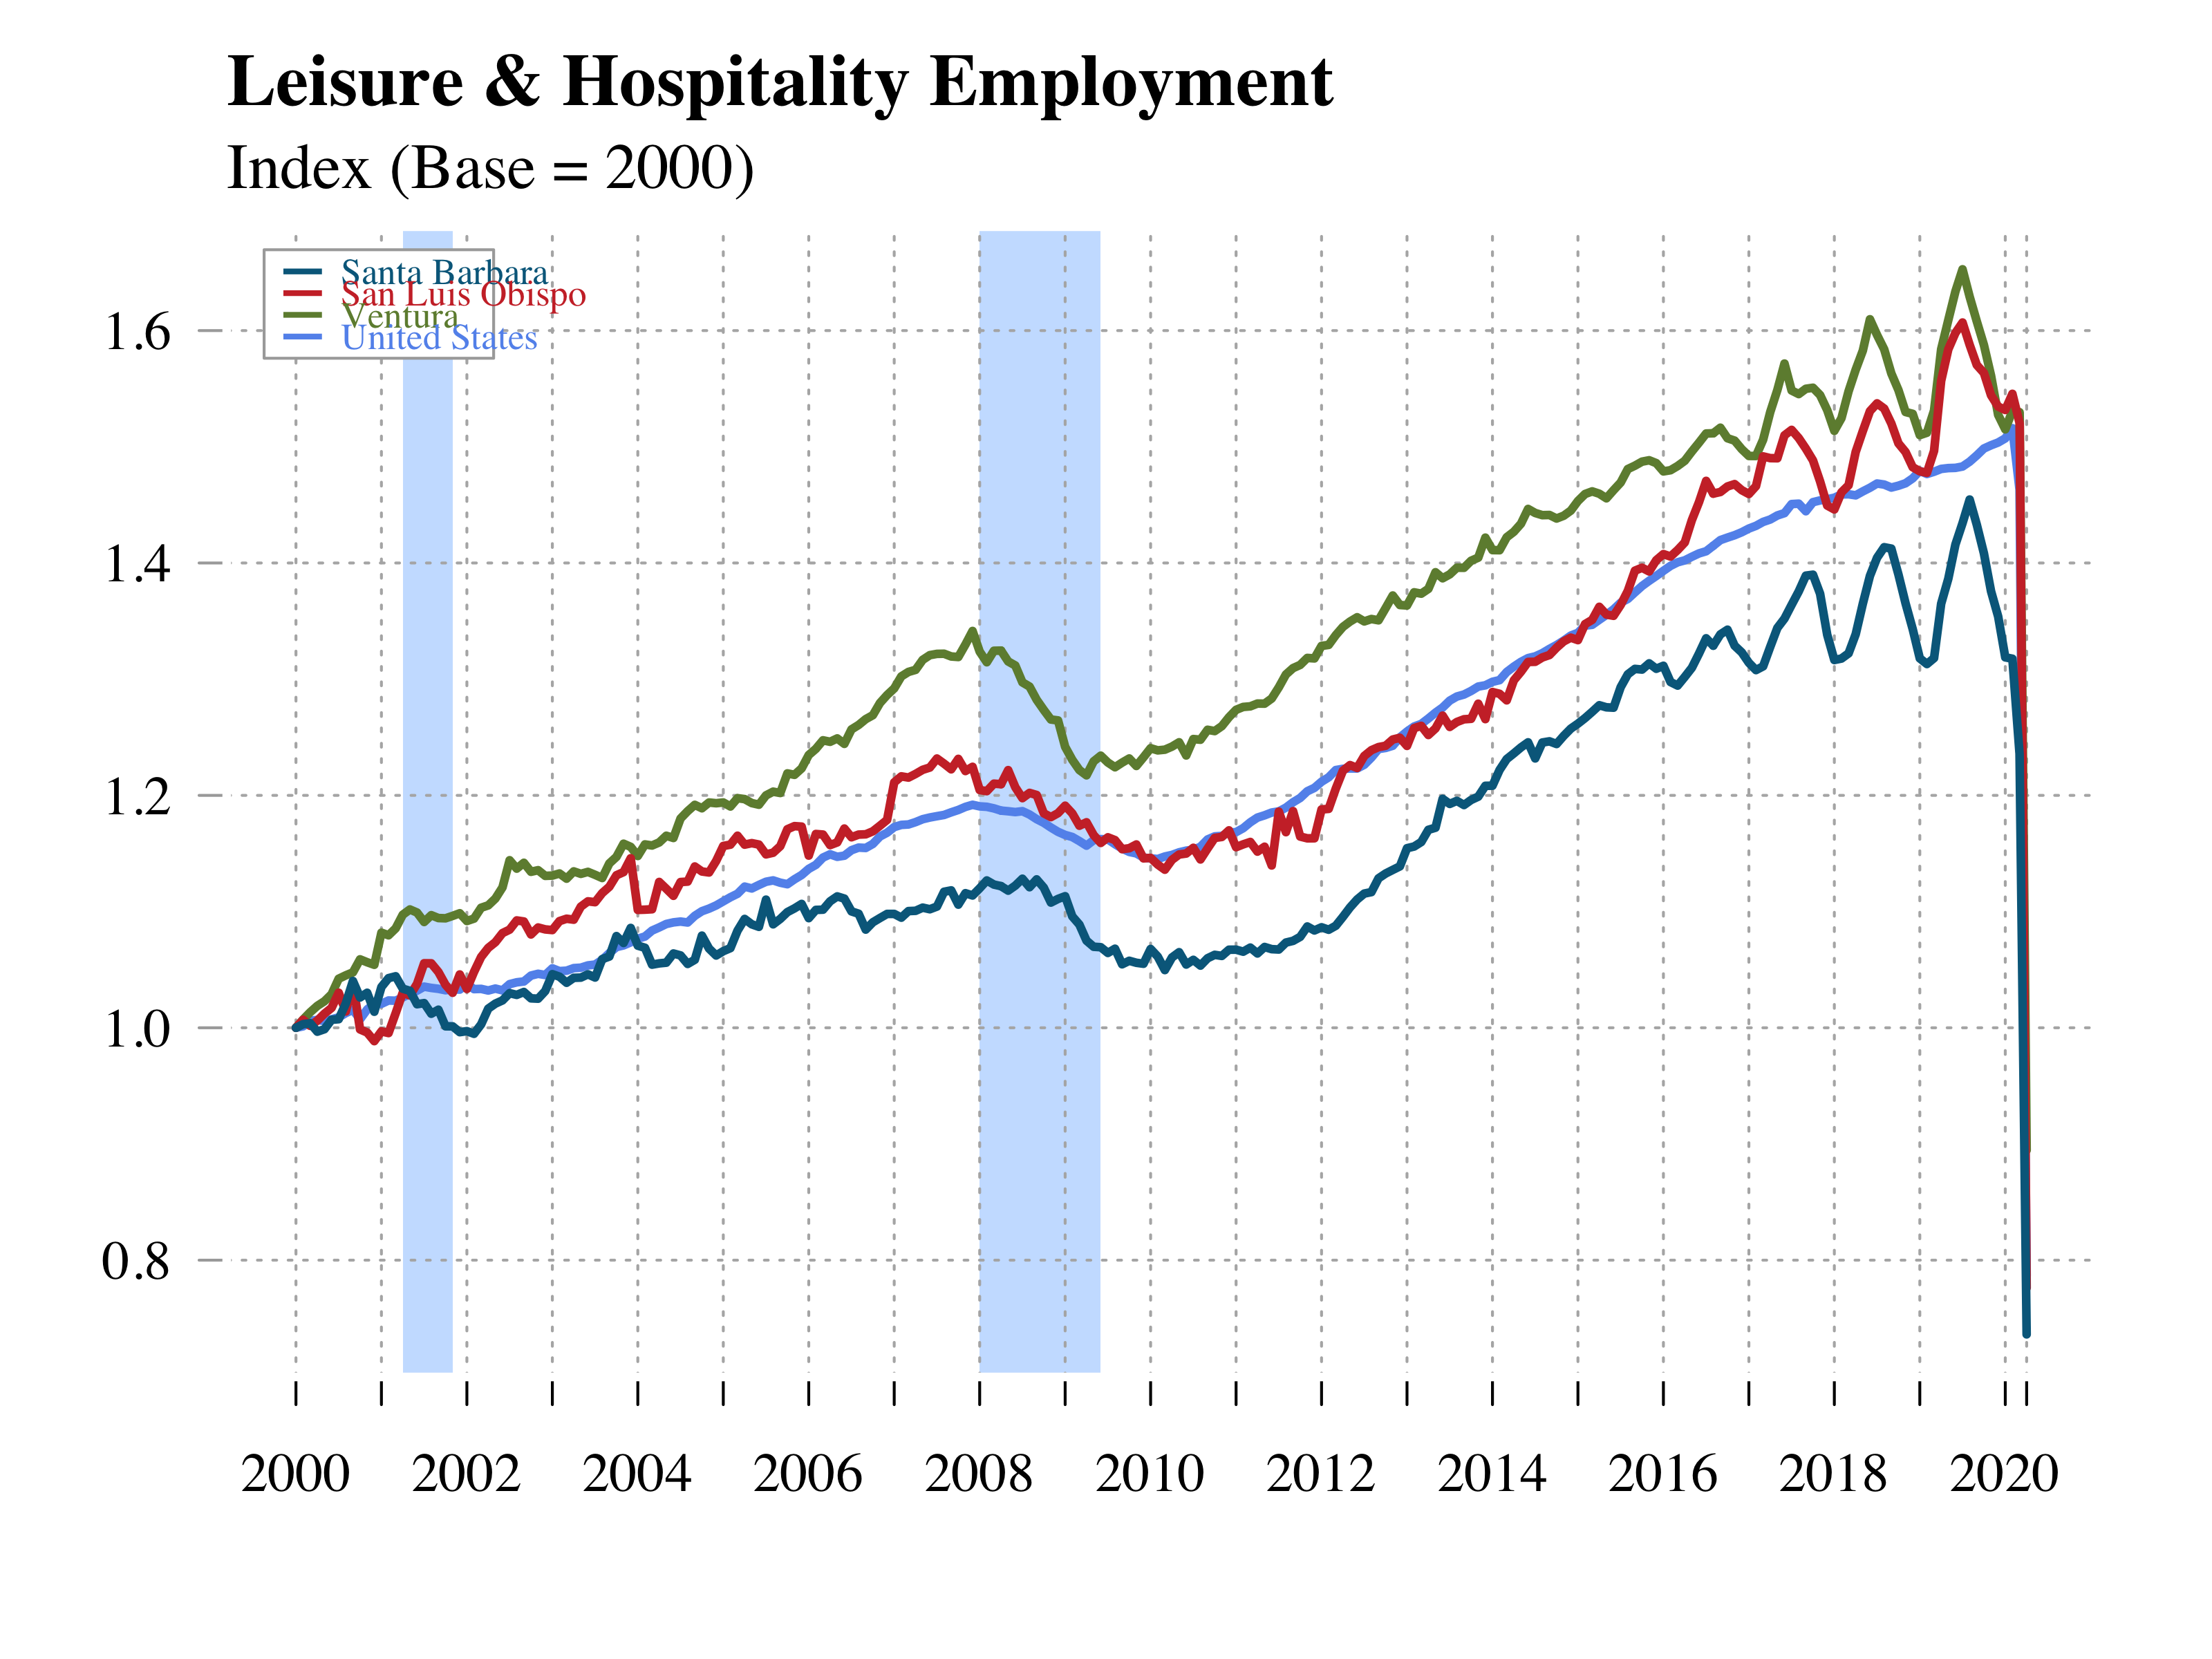 Leisure & Hospitality Employment
Index (Base = 2000)
Santa Barbara
San Luis Obispo
Ventura
United States
1.6
1.4
1.2
1.0
0.8
2000 2002 2004 2006 2008 2010 2012 2014 2016 2018 2020